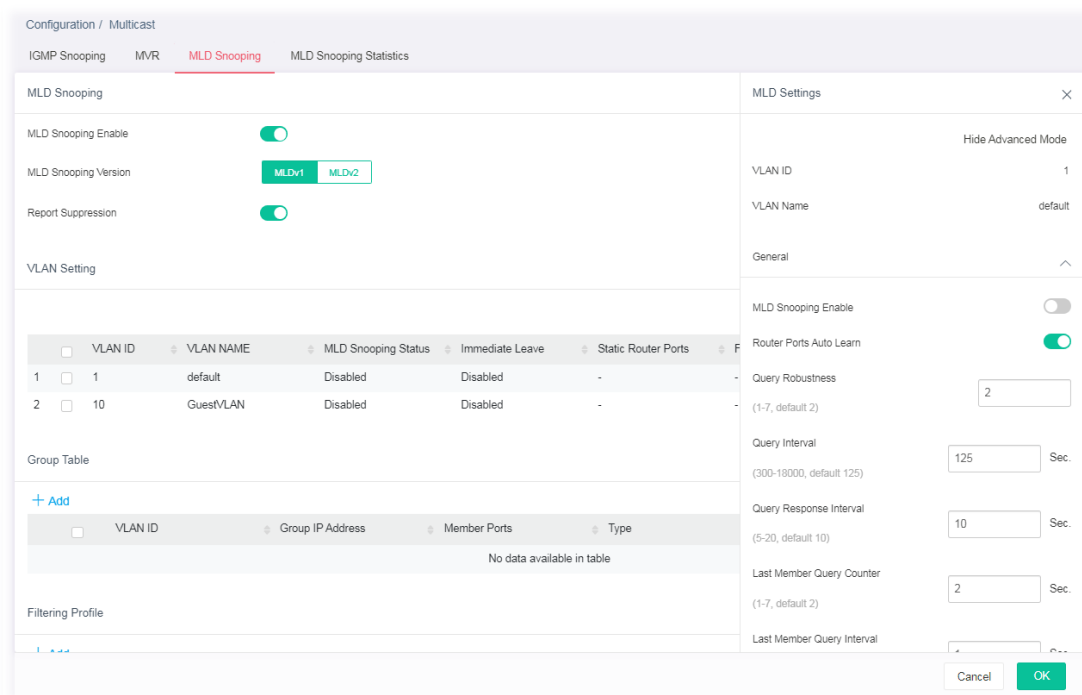 Configuration / Multicast
IGMP Snooping MVR MLD Snooping MLD Snooping Statistics
MLD Snooping
MLD Snooping Enable
MLD Snooping Version MLDv1 MLDv2
Report Suppression
VLAN Setting
VLAN ID VLAN NAME MLD Snooping Status Immediate Leave Static Router Ports F
1 1 default Disabled Disabled - -
2 10 GuestVLAN Disabled Disabled - -
Group Table
+ Add
VLAN ID Group IP Address Member Ports Type
No data available in table
Filtering Profile
MLD Settings
Hide Advanced Mode
VLAN ID 1
VLAN Name default
General
MLD Snooping Enable
Router Ports Auto Learn
Query Robustness 2
(1-7, default 2)
Query Interval 125 Sec.
(300-18000, default 125)
Query Response Interval 10 Sec.
(5-20, default 10)
Last Member Query Counter 2 Sec.
(1-7, default 2)
Last Member Query Interval
Cancel OK